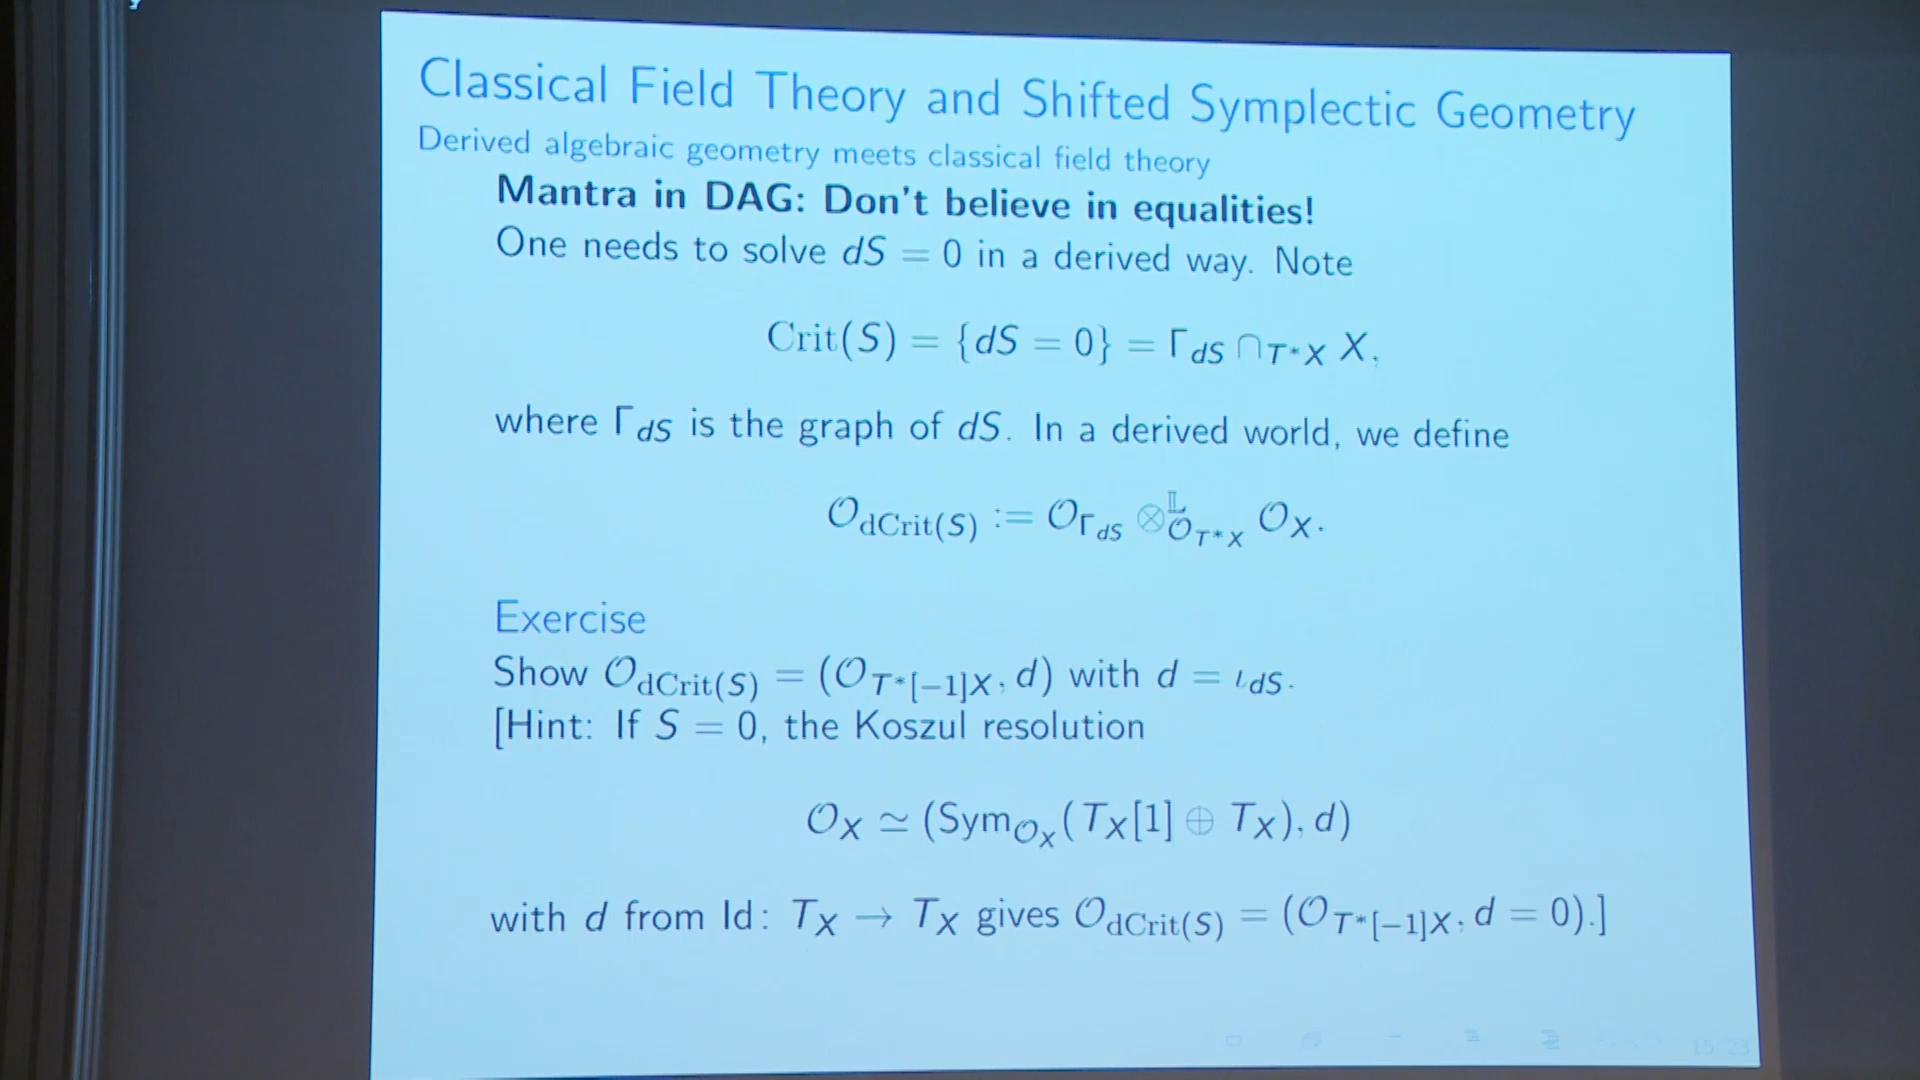 Classical Field Theory and Shifted Symplectic Geometry
Derived algebraic geometry meets classical field theory
Mantra in DAG: Don't believe in equalities!
One needs to solve dS = 0 in a derived way. Note
Crit(S) = {dS = 0} = Γ_{dS} ∩_{T*X} X,
where Γ_{dS} is the graph of dS. In a derived world, we define
𝒪_{dCrit(S)} := 𝒪_{Γ_{dS}} ⊗^𝕃_{𝒪_{T*X}} 𝒪_X.
Exercise
Show 𝒪_{dCrit(S)} = (𝒪_{T*[−1]X}, d) with d = ι_{dS}.
[Hint: If S = 0, the Koszul resolution
𝒪_X ≃ (Sym_{𝒪_X}(T_X[1] ⊕ T_X), d)
with d from Id: T_X → T_X gives 𝒪_{dCrit(S)} = (𝒪_{T*[−1]X}, d = 0).]
15/23